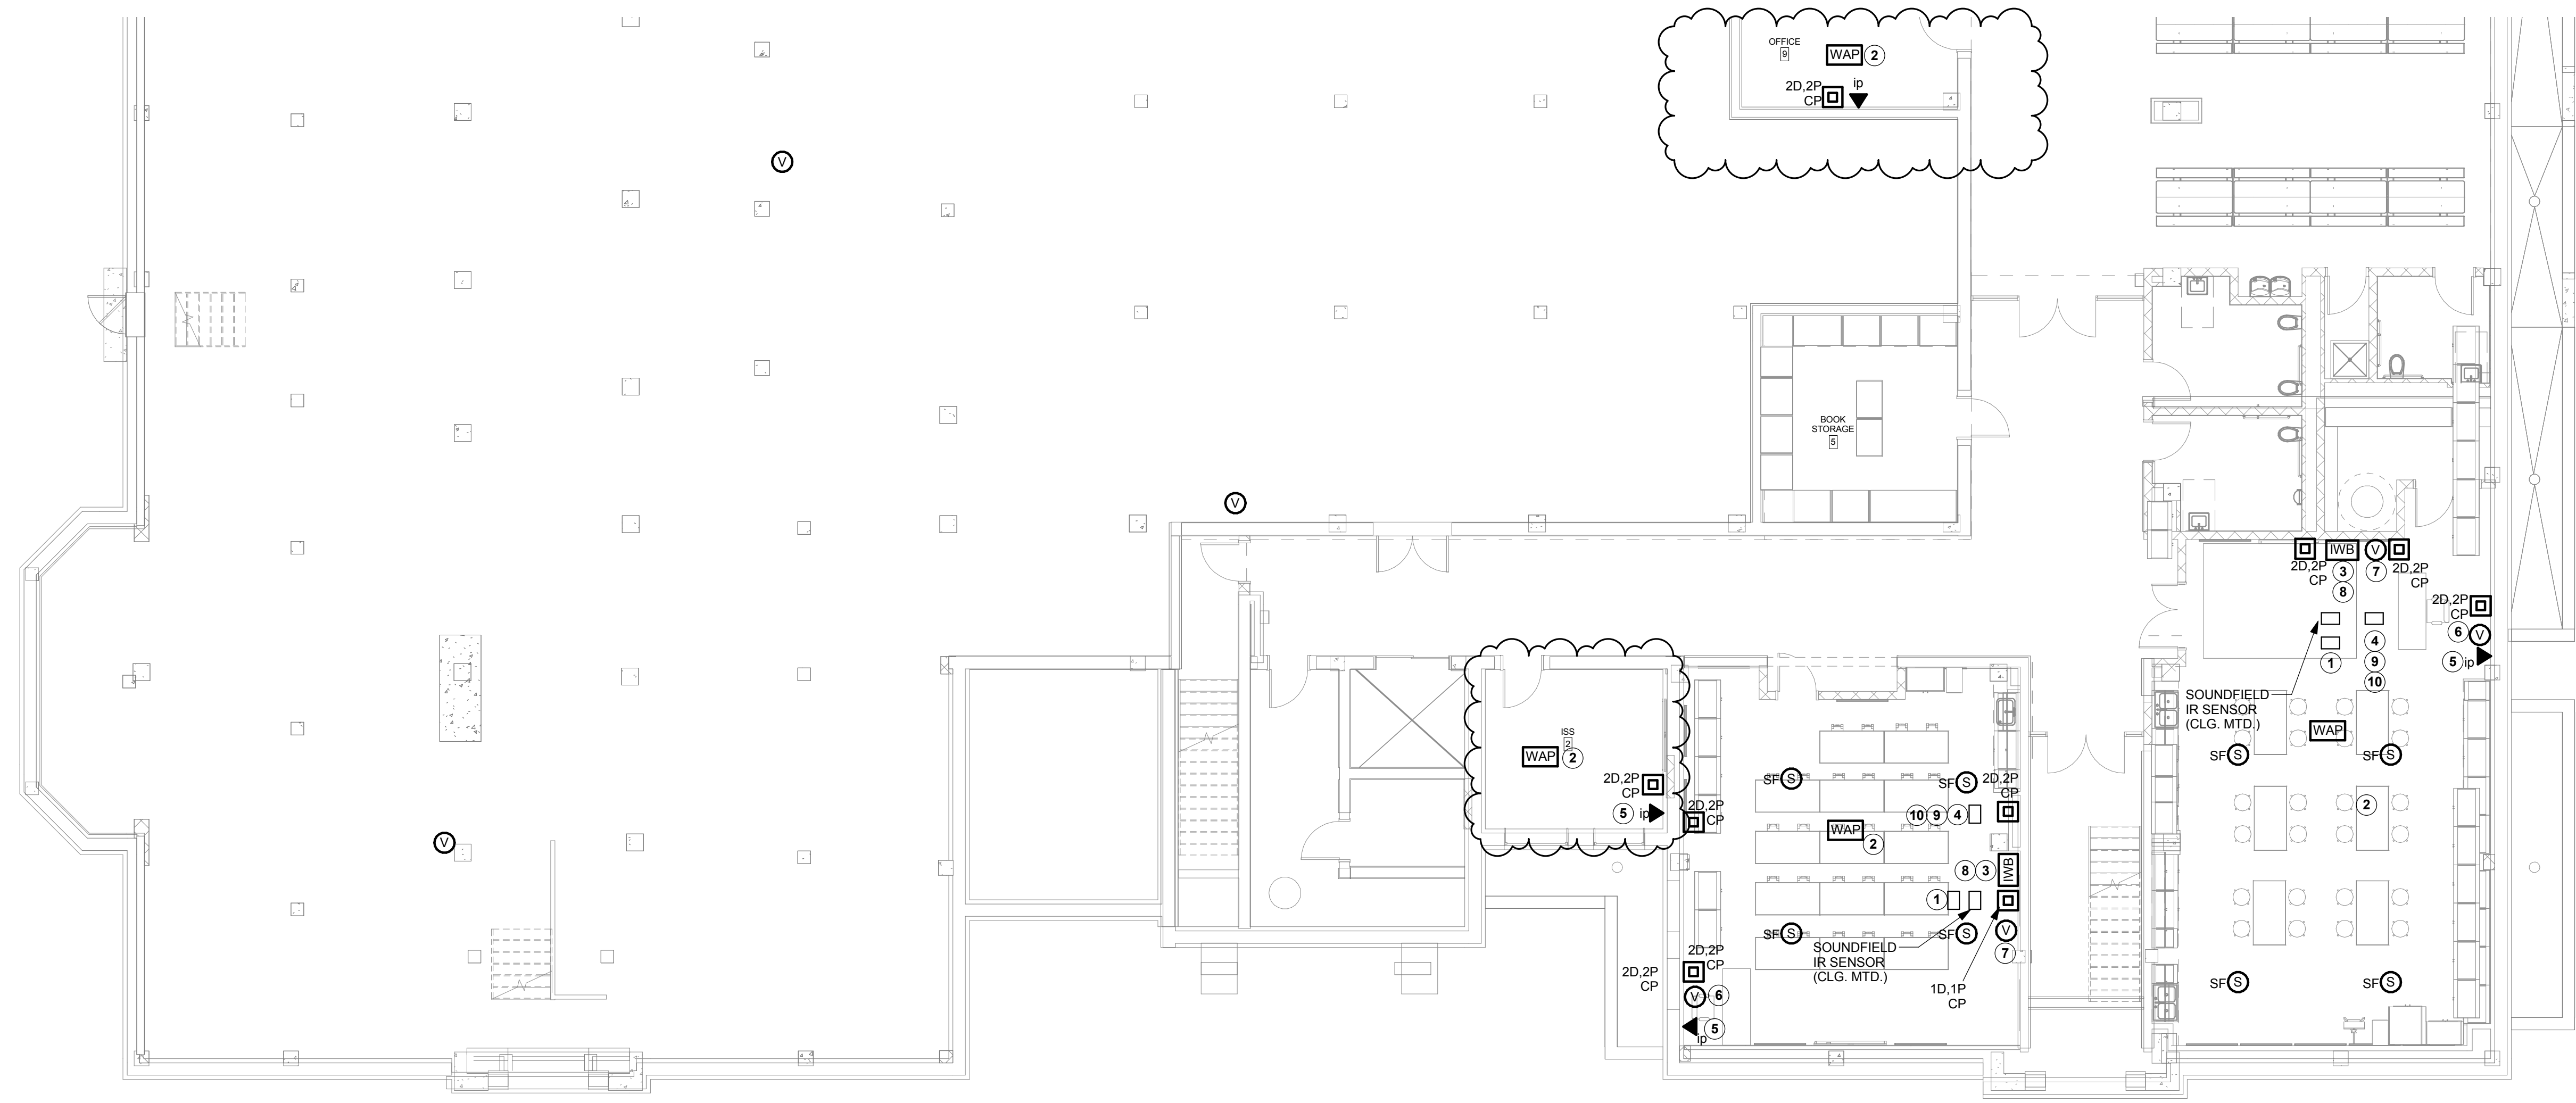 OFFICE
9
WAP 2
2D,2P
CP
ip
V
BOOK
STORAGE
5
V
IWB V
2D,2P
CP
3
8
7
2D,2P
CP
2D,2P
CP
6 V
5 ip
1
4
9
10
SOUNDFIELD
IR SENSOR
(CLG. MTD.)
WAP
SF S
SF S
2
SF S
SF S
ISS
2
WAP 2
2D,2P
CP
5 ip
2D,2P
CP
SF S
SF S
2D,2P
CP
10 9 4
WAP
2
8 3 IWB
1
SF S
SF S
V
7
SOUNDFIELD
IR SENSOR
(CLG. MTD.)
1D,1P
CP
2D,2P
CP
2D,2P
CP
V 6
5
ip
V